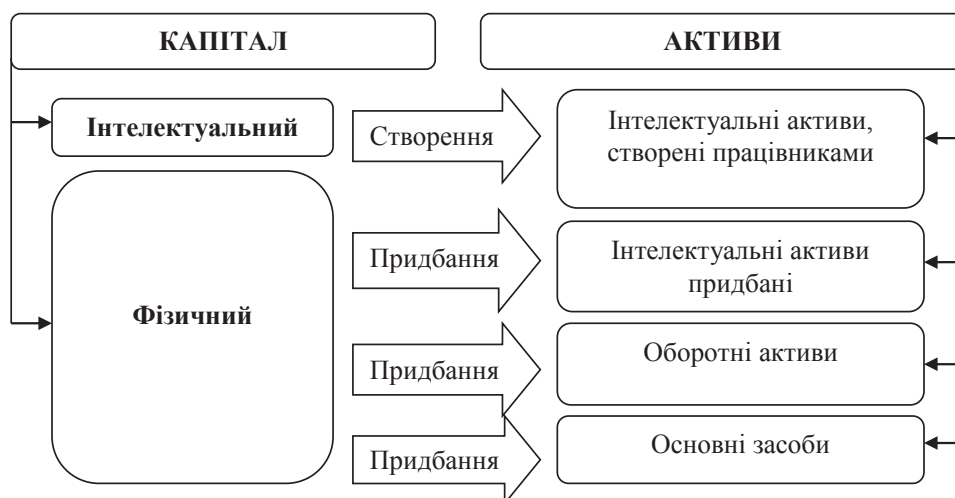 КАПІТАЛ
АКТИВИ
Інтелектуальний
Створення
Інтелектуальні активи,
створені працівниками
Фізичний
Придбання
Інтелектуальні активи
придбані
Придбання
Оборотні активи
Придбання
Основні засоби